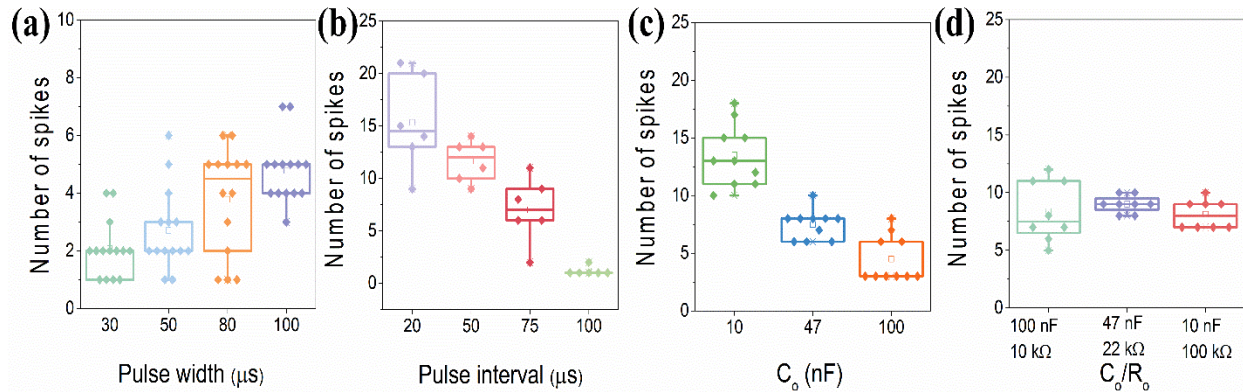 (a)
Number of spikes
10
8
6
4
2
0
30 50 80 100
Pulse width (μs)
(b)
Number of spikes
25
20
15
10
5
0
20 50 75 100
Pulse interval (μs)
(c)
Number of spikes
25
20
15
10
5
0
10 47 100
Cₒ (nF)
(d)
Number of spikes
25
20
15
10
5
0
100 nF 47 nF 10 nF
10 kΩ 22 kΩ 100 kΩ
Cₒ/Rₒ